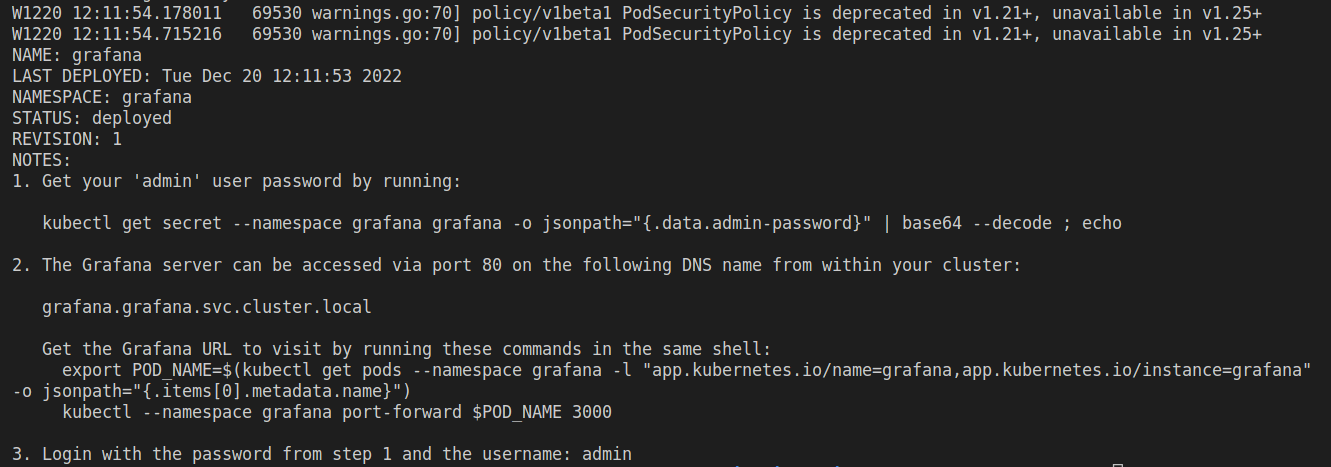 W1220 12:11:54.178011   69530 warnings.go:70] policy/v1beta1 PodSecurityPolicy is deprecated in v1.21+, unavailable in v1.25+
W1220 12:11:54.715216   69530 warnings.go:70] policy/v1beta1 PodSecurityPolicy is deprecated in v1.21+, unavailable in v1.25+
NAME: grafana
LAST DEPLOYED: Tue Dec 20 12:11:53 2022
NAMESPACE: grafana
STATUS: deployed
REVISION: 1
NOTES:
1. Get your 'admin' user password by running:
   kubectl get secret --namespace grafana grafana -o jsonpath="{.data.admin-password}" | base64 --decode ; echo
2. The Grafana server can be accessed via port 80 on the following DNS name from within your cluster:
   grafana.grafana.svc.cluster.local
   Get the Grafana URL to visit by running these commands in the same shell:
     export POD_NAME=$(kubectl get pods --namespace grafana -l "app.kubernetes.io/name=grafana,app.kubernetes.io/instance=grafana"
-o jsonpath="{.items[0].metadata.name}")
     kubectl --namespace grafana port-forward $POD_NAME 3000
3. Login with the password from step 1 and the username: admin